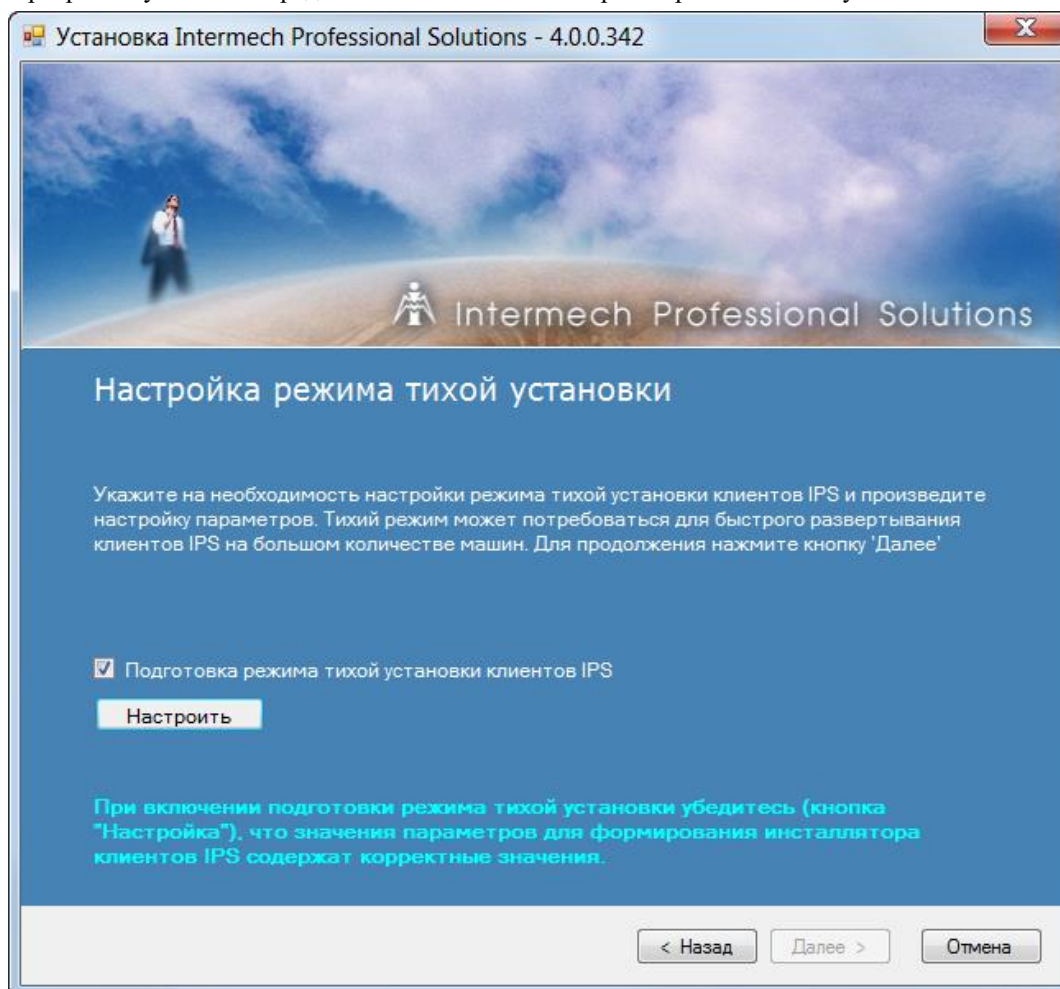 Установка Intermech Professional Solutions - 4.0.0.342
Intermech Professional Solutions
Настройка режима тихой установки
Укажите на необходимость настройки режима тихой установки клиентов IPS и произведите
настройку параметров. Тихий режим может потребоваться для быстрого развертывания
клиентов IPS на большом количестве машин. Для продолжения нажмите кнопку 'Далее'
Подготовка режима тихой установки клиентов IPS
Настроить
При включении подготовки режима тихой установки убедитесь (кнопка
"Настройка"), что значения параметров для формирования инсталлятора
клиентов IPS содержат корректные значения.
< Назад Далее > Отмена